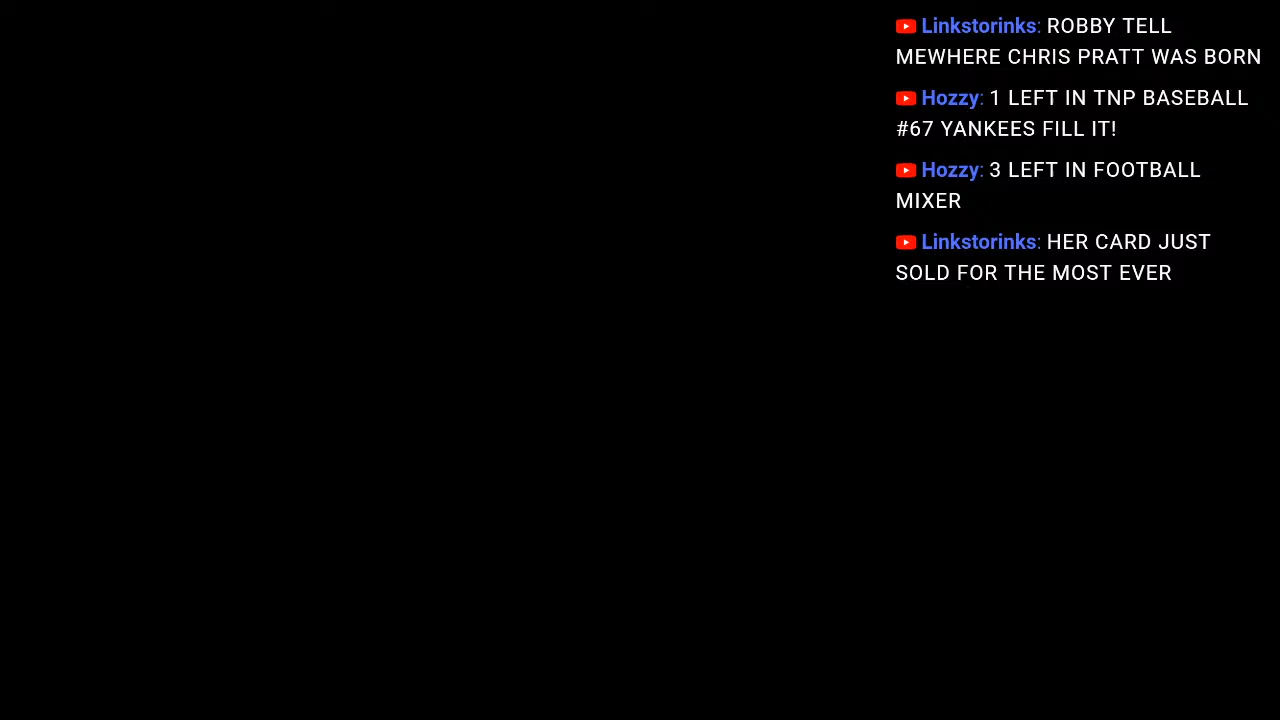 Linkstorinks: ROBBY TELL
MEWHERE CHRIS PRATT WAS BORN
Hozzy: 1 LEFT IN TNP BASEBALL
#67 YANKEES FILL IT!
Hozzy: 3 LEFT IN FOOTBALL
MIXER
Linkstorinks: HER CARD JUST
SOLD FOR THE MOST EVER